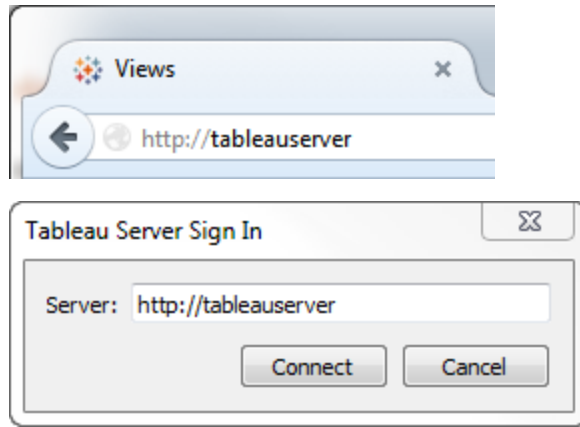 Views
http://tableauserver
Tableau Server Sign In
Server: http://tableauserver
Connect Cancel